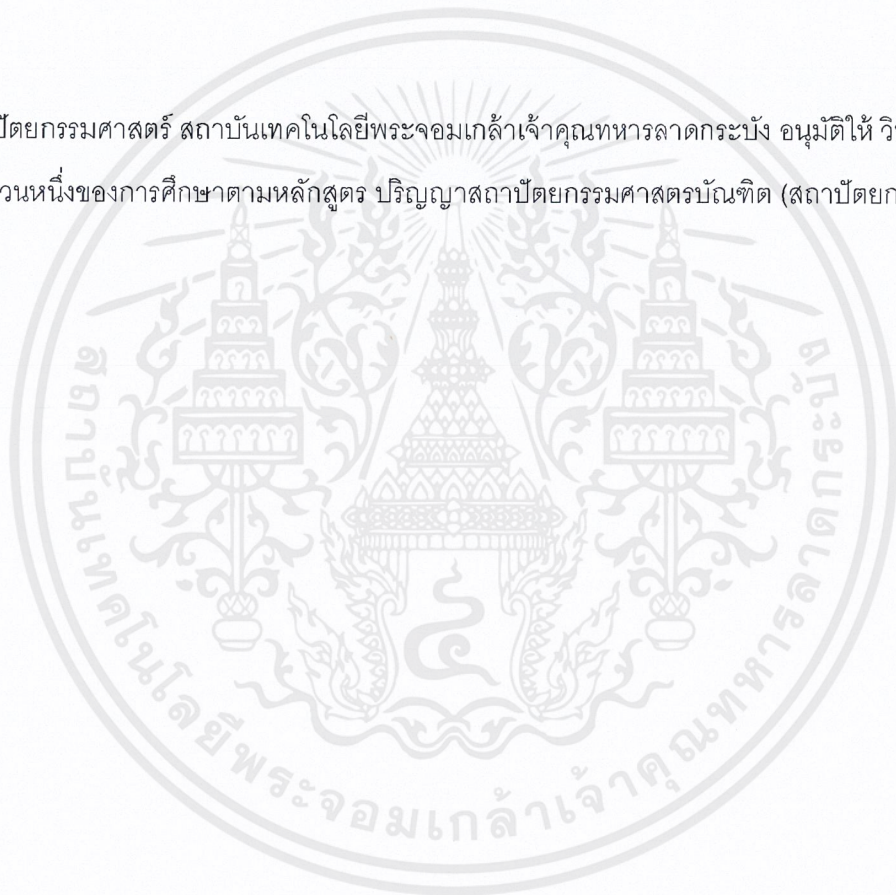 ปัตยกรรมศาสตร์ สถาบันเทคโนโลยีพระจอมเกล้าเจ้าคุณทหารลาดกระบัง อนุมัติให้ วิ
วนหนึ่งของการศึกษาตามหลักสูตร ปริญญาสถาปัตยกรรมศาสตรบัณฑิต (สถาปัตยก
สถาบันเทคโนโลยีพระจอมเกล้าเจ้าคุณทหารลาดกระบัง
๔